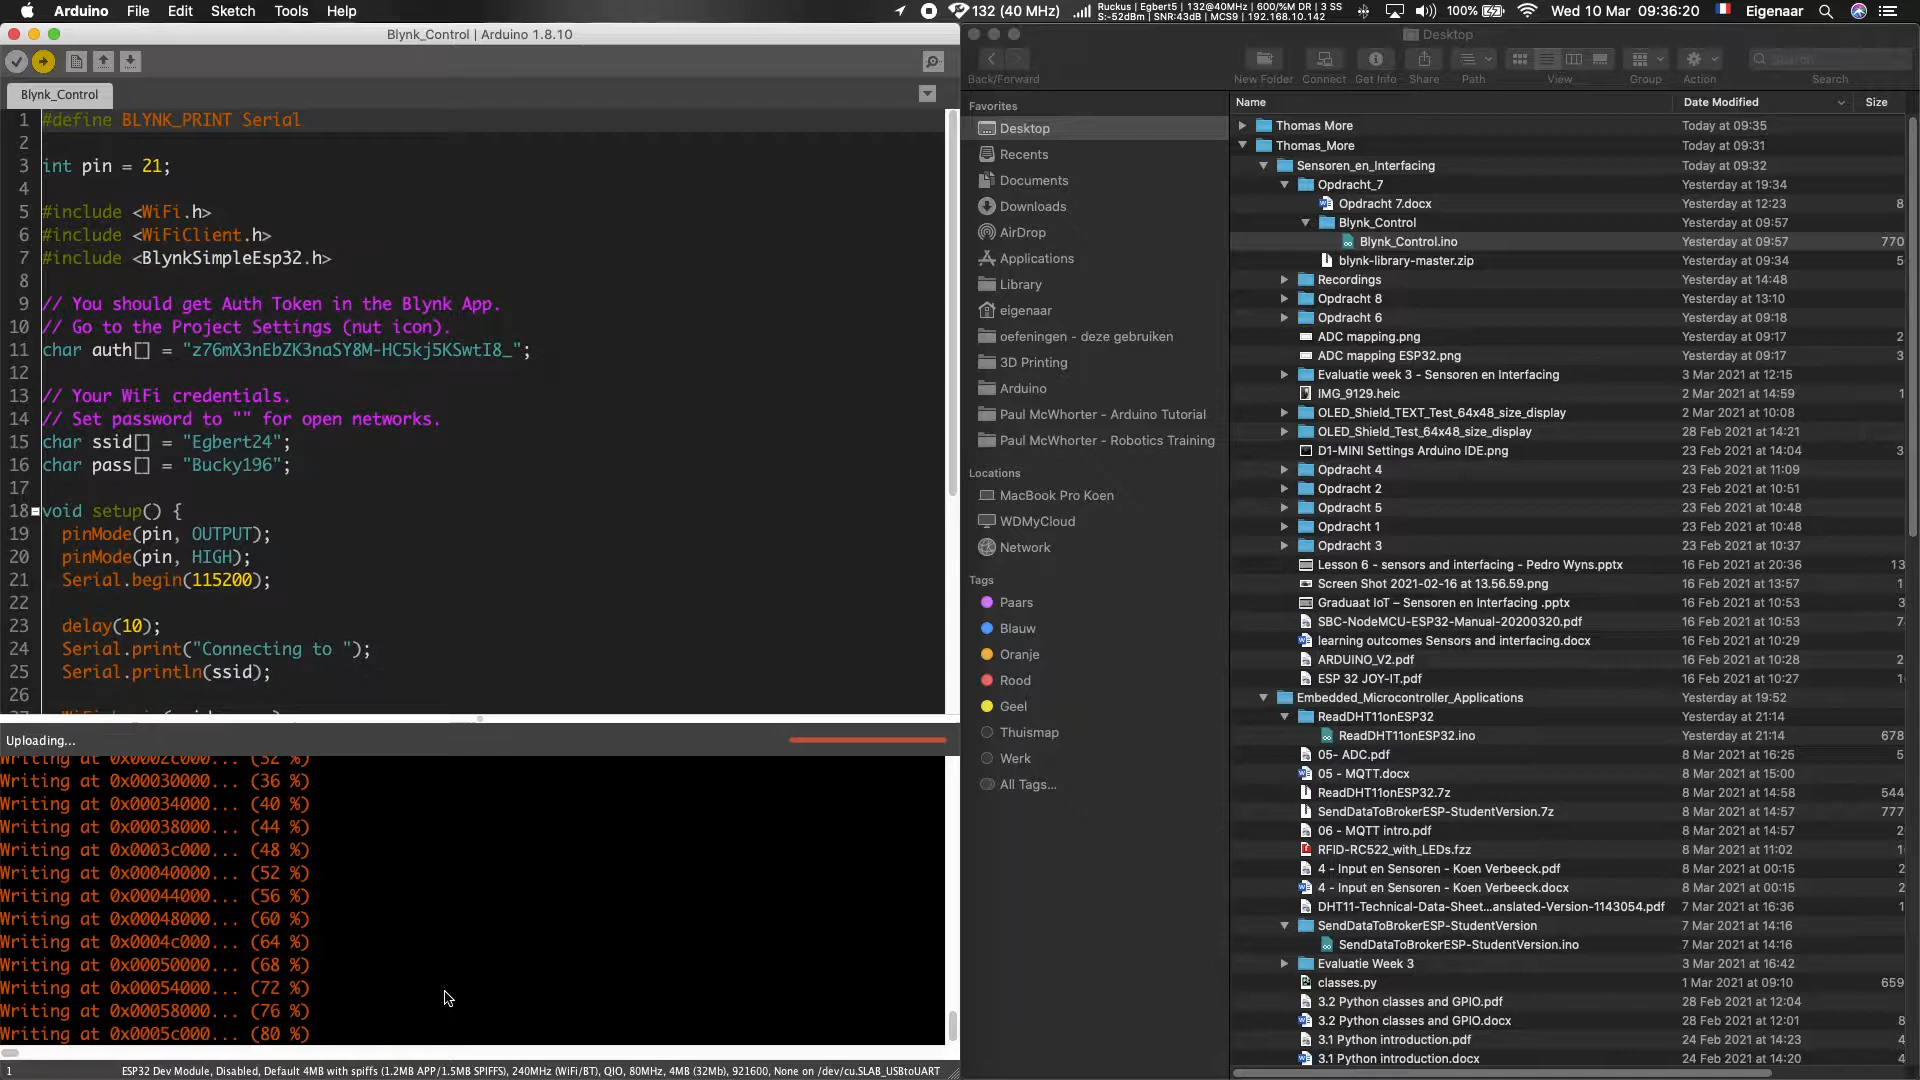 Arduino File Edit Sketch Tools Help
132 (40 MHz)
Ruckus | Egbert5 | 132@40MHz | 600/%M DR | 3 SS
S:-52dBm | SNR:43dB | MCS9 | 192.168.10.142
100% Wed 10 Mar 09:36:20 Eigenaar
Blynk_Control | Arduino 1.8.10
Blynk_Control
1 #define BLYNK_PRINT Serial
2
3 int pin = 21;
4
5 #include <WiFi.h>
6 #include <WiFiClient.h>
7 #include <BlynkSimpleEsp32.h>
8
9 // You should get Auth Token in the Blynk App.
10 // Go to the Project Settings (nut icon).
11 char auth[] = "z76mX3nEbZK3naSY8M-HC5kj5KSwtI8_";
12
13 // Your WiFi credentials.
14 // Set password to "" for open networks.
15 char ssid[] = "Egbert24";
16 char pass[] = "Bucky196";
17
18 void setup() {
19 pinMode(pin, OUTPUT);
20 pinMode(pin, HIGH);
21 Serial.begin(115200);
22
23 delay(10);
24 Serial.print("Connecting to ");
25 Serial.println(ssid);
26
Uploading...
Writing at 0x0002c000... (32 %)
Writing at 0x00030000... (36 %)
Writing at 0x00034000... (40 %)
Writing at 0x00038000... (44 %)
Writing at 0x0003c000... (48 %)
Writing at 0x00040000... (52 %)
Writing at 0x00044000... (56 %)
Writing at 0x00048000... (60 %)
Writing at 0x0004c000... (64 %)
Writing at 0x00050000... (68 %)
Writing at 0x00054000... (72 %)
Writing at 0x00058000... (76 %)
Writing at 0x0005c000... (80 %)
1 ESP32 Dev Module, Disabled, Default 4MB with spiffs (1.2MB APP/1.5MB SPIFFS), 240MHz (WiFi/BT), QIO, 80MHz, 4MB (32Mb), 921600, None on /dev/cu.SLAB_USBtoUART
Desktop
Back/Forward New Folder Connect Get Info Share Path View Group Action Search
Search
Favorites
Desktop
Recents
Documents
Downloads
AirDrop
Applications
Library
eigenaar
oefeningen - deze gebruiken
3D Printing
Arduino
Paul McWhorter - Arduino Tutorial
Paul McWhorter - Robotics Training
Locations
MacBook Pro Koen
WDMyCloud
Network
Tags
Paars
Blauw
Oranje
Rood
Geel
Thuismap
Werk
All Tags...
Name Date Modified Size
Thomas More Today at 09:35
Thomas_More Today at 09:31
Sensoren_en_Interfacing Today at 09:32
Opdracht_7 Yesterday at 19:34
Opdracht 7.docx Yesterday at 12:23 8
Blynk_Control Yesterday at 09:57
Blynk_Control.ino Yesterday at 09:57 770
blynk-library-master.zip Yesterday at 09:34 5
Recordings Yesterday at 14:48
Opdracht 8 Yesterday at 13:10
Opdracht 6 Yesterday at 09:18
ADC mapping.png Yesterday at 09:17 2
ADC mapping ESP32.png Yesterday at 09:17 3
Evaluatie week 3 - Sensoren en Interfacing 3 Mar 2021 at 12:15
IMG_9129.heic 2 Mar 2021 at 14:59 1
OLED_Shield_TEXT_Test_64x48_size_display 2 Mar 2021 at 10:08
OLED_Shield_Test_64x48_size_display 28 Feb 2021 at 14:21
D1-MINI Settings Arduino IDE.png 23 Feb 2021 at 14:04 3
Opdracht 4 23 Feb 2021 at 11:09
Opdracht 2 23 Feb 2021 at 10:51
Opdracht 5 23 Feb 2021 at 10:48
Opdracht 1 23 Feb 2021 at 10:48
Opdracht 3 23 Feb 2021 at 10:37
Lesson 6 - sensors and interfacing - Pedro Wyns.pptx 16 Feb 2021 at 20:36 13
Screen Shot 2021-02-16 at 13.56.59.png 16 Feb 2021 at 13:57 1
Graduaat IoT – Sensoren en Interfacing .pptx 16 Feb 2021 at 10:53 3
SBC-NodeMCU-ESP32-Manual-20200320.pdf 16 Feb 2021 at 10:53 7
learning outcomes Sensors and interfacing.docx 16 Feb 2021 at 10:29
ARDUINO_V2.pdf 16 Feb 2021 at 10:28 2
ESP 32 JOY-IT.pdf 16 Feb 2021 at 10:27 1
Embedded_Microcontroller_Applications Yesterday at 19:52
ReadDHT11onESP32 Yesterday at 21:14
ReadDHT11onESP32.ino Yesterday at 21:14 678
05- ADC.pdf 8 Mar 2021 at 16:25 5
05 - MQTT.docx 8 Mar 2021 at 15:00
ReadDHT11onESP32.7z 8 Mar 2021 at 14:58 544
SendDataToBrokerESP-StudentVersion.7z 8 Mar 2021 at 14:57 777
06 - MQTT intro.pdf 8 Mar 2021 at 14:57 2
RFID-RC522_with_LEDs.fzz 8 Mar 2021 at 11:02 1
4 - Input en Sensoren - Koen Verbeeck.pdf 8 Mar 2021 at 00:15 2
4 - Input en Sensoren - Koen Verbeeck.docx 8 Mar 2021 at 00:15 2
DHT11-Technical-Data-Sheet...anslated-Version-1143054.pdf 7 Mar 2021 at 16:36 1
SendDataToBrokerESP-StudentVersion 7 Mar 2021 at 14:16
SendDataToBrokerESP-StudentVersion.ino 7 Mar 2021 at 14:16
Evaluatie Week 3 3 Mar 2021 at 16:42
classes.py 1 Mar 2021 at 09:10 659
3.2 Python classes and GPIO.pdf 28 Feb 2021 at 12:04
3.2 Python classes and GPIO.docx 28 Feb 2021 at 12:01 8
3.1 Python introduction.pdf 24 Feb 2021 at 14:23 4
3.1 Python introduction.docx 24 Feb 2021 at 14:20 4